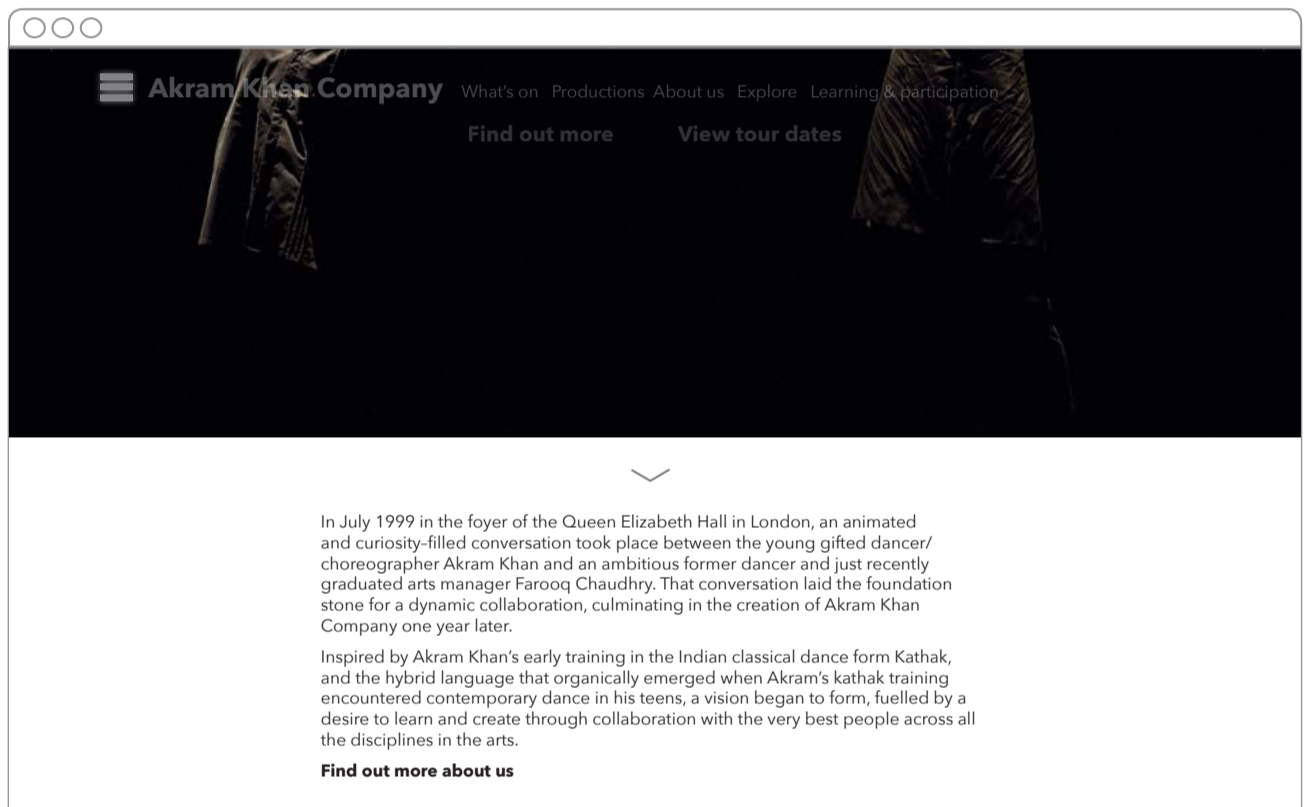 Akram Khan Company What's on Productions About us Explore Learning & participation
Find out more View tour dates
In July 1999 in the foyer of the Queen Elizabeth Hall in London, an animated
and curiosity–filled conversation took place between the young gifted dancer/
choreographer Akram Khan and an ambitious former dancer and just recently
graduated arts manager Farooq Chaudhry. That conversation laid the foundation
stone for a dynamic collaboration, culminating in the creation of Akram Khan
Company one year later.
Inspired by Akram Khan’s early training in the Indian classical dance form Kathak,
and the hybrid language that organically emerged when Akram’s kathak training
encountered contemporary dance in his teens, a vision began to form, fuelled by a
desire to learn and create through collaboration with the very best people across all
the disciplines in the arts.
Find out more about us